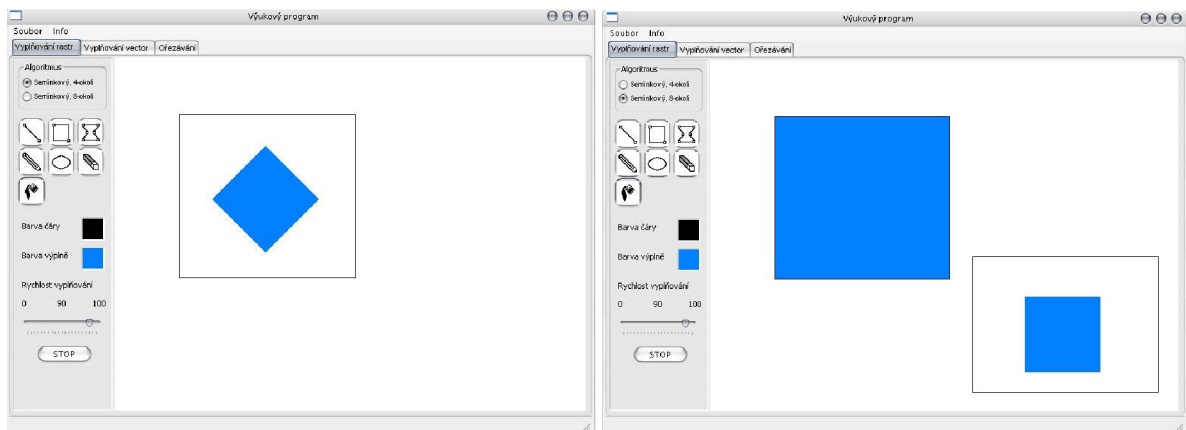 Výukový program
Soubor Info
Vyplňování rastr Vyplňování vector Ořezávání
Algoritmus
Semínkový, 4-okolí
Semínkový, 8-okolí
Barva čáry
Barva výplně
Rychlost vyplňování
0 90 100
STOP
Výukový program
Soubor Info
Vyplňování rastr Vyplňování vector Ořezávání
Algoritmus
Semínkový, 4-okolí
Semínkový, 8-okolí
Barva čáry
Barva výplně
Rychlost vyplňování
0 90 100
STOP